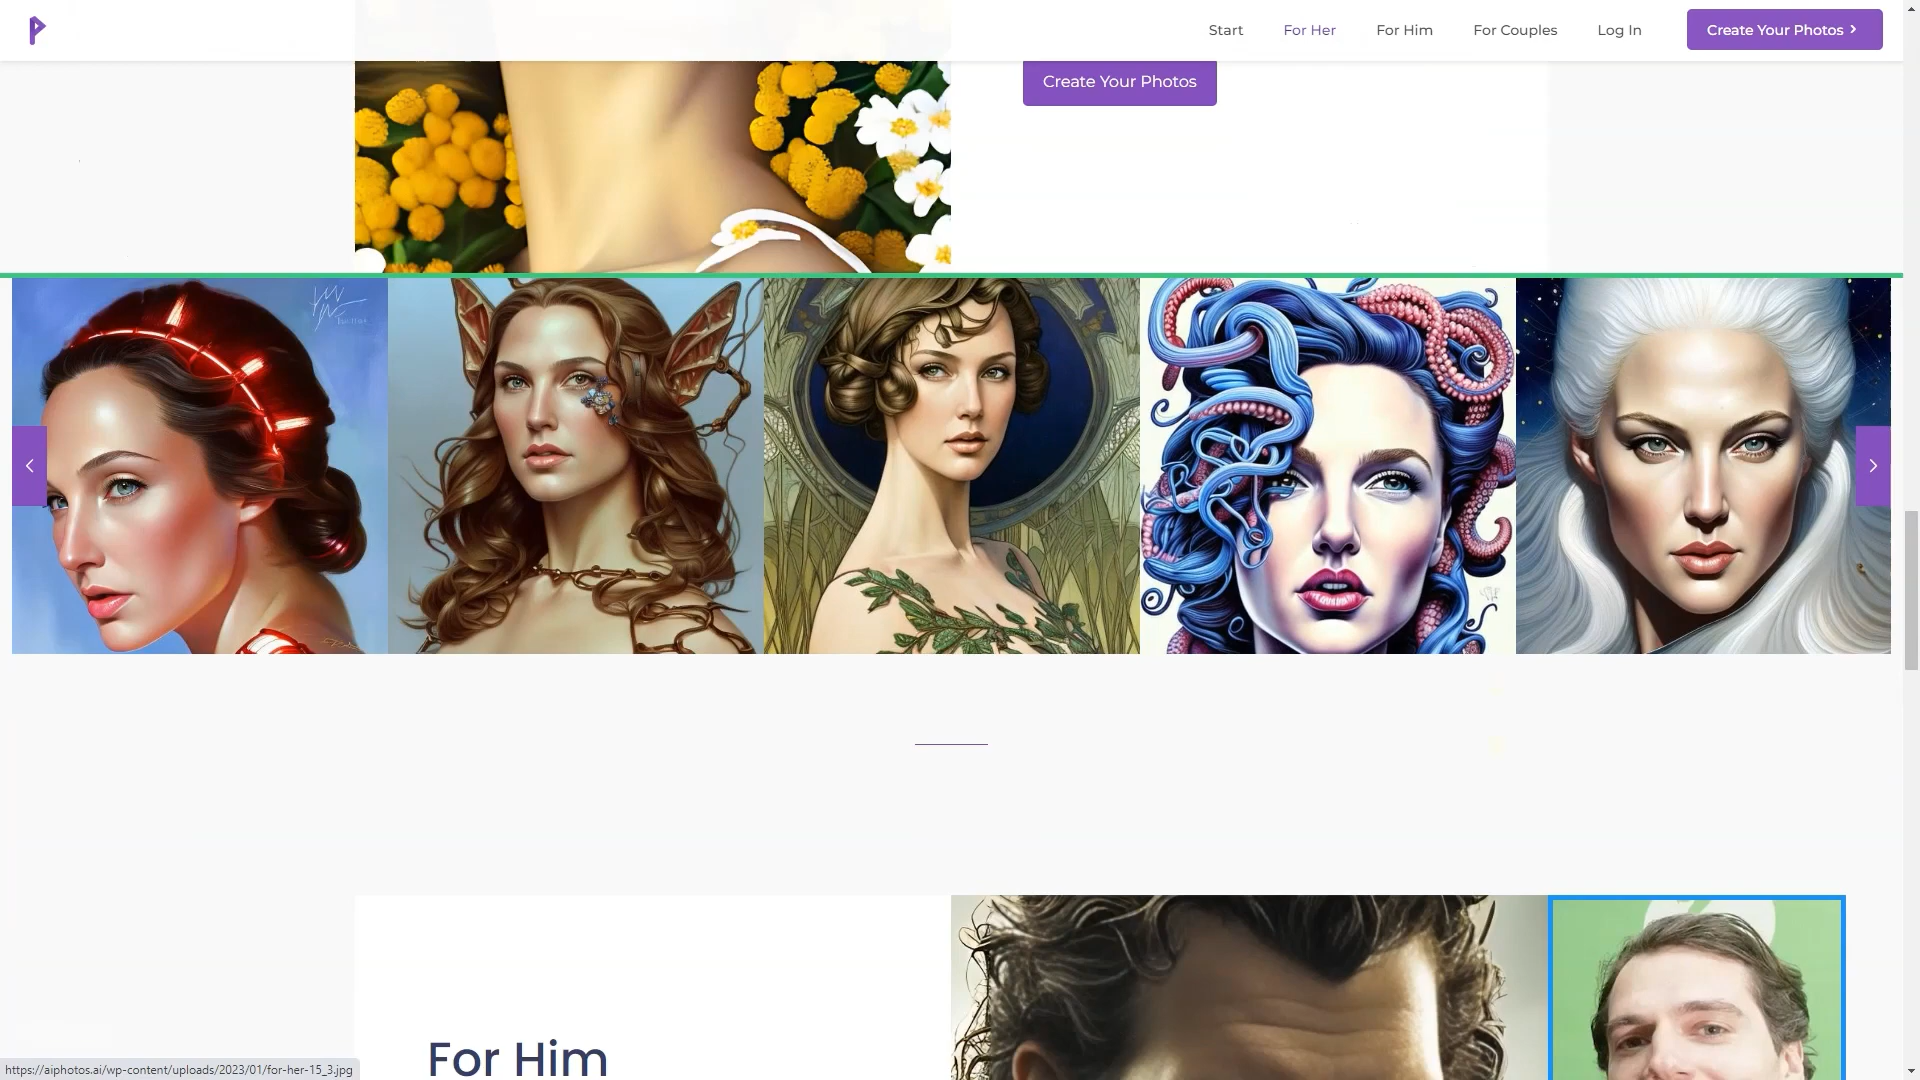 Start For Her For Him For Couples Log In Create Your Photos
Create Your Photos
For Him
https://aiphotos.ai/wp-content/uploads/2023/01/for-her-15_3.jpg